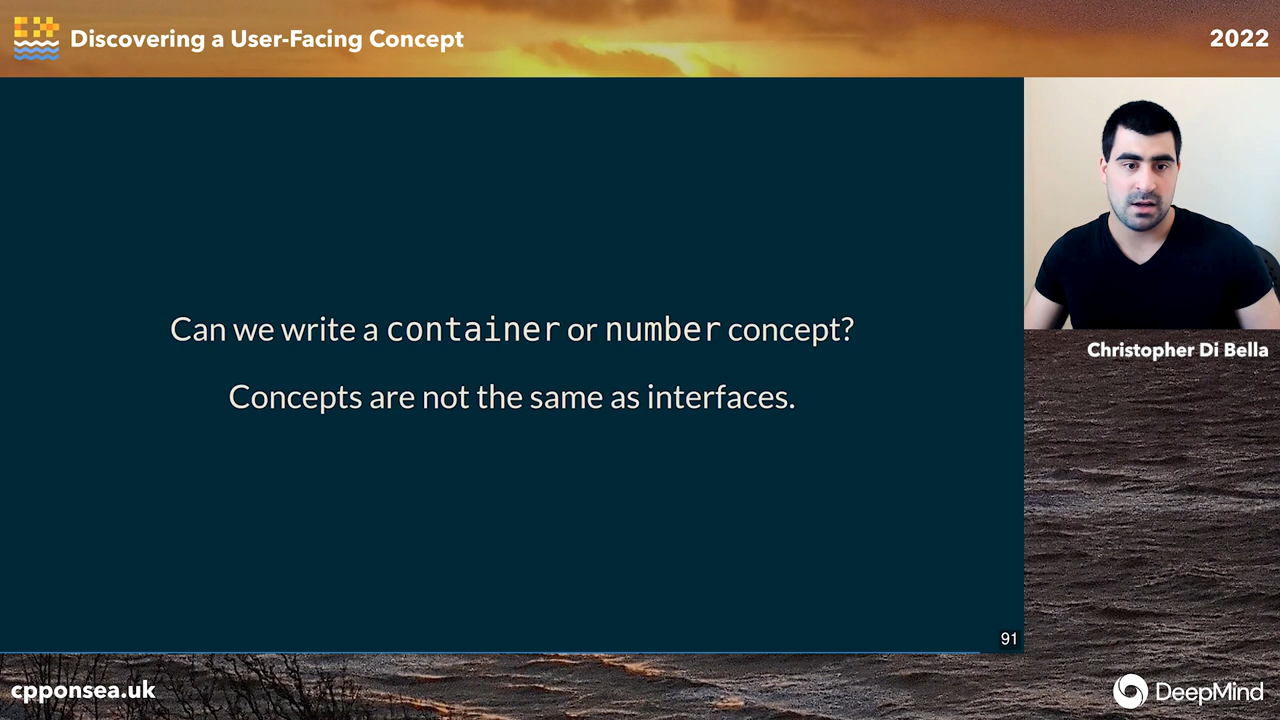 Discovering a User-Facing Concept
2022
Can we write a container or number concept?
Concepts are not the same as interfaces.
Christopher Di Bella
91
cpponsea.uk
DeepMind